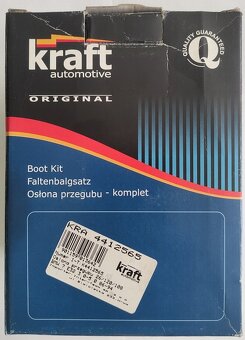 kraft
automotive
ORIGINAL
QUALITY GUARANTEED
Q
Boot Kit
Faltenbalgsatz
Osłona przegubu - komplet
KRA 4412565
kraft